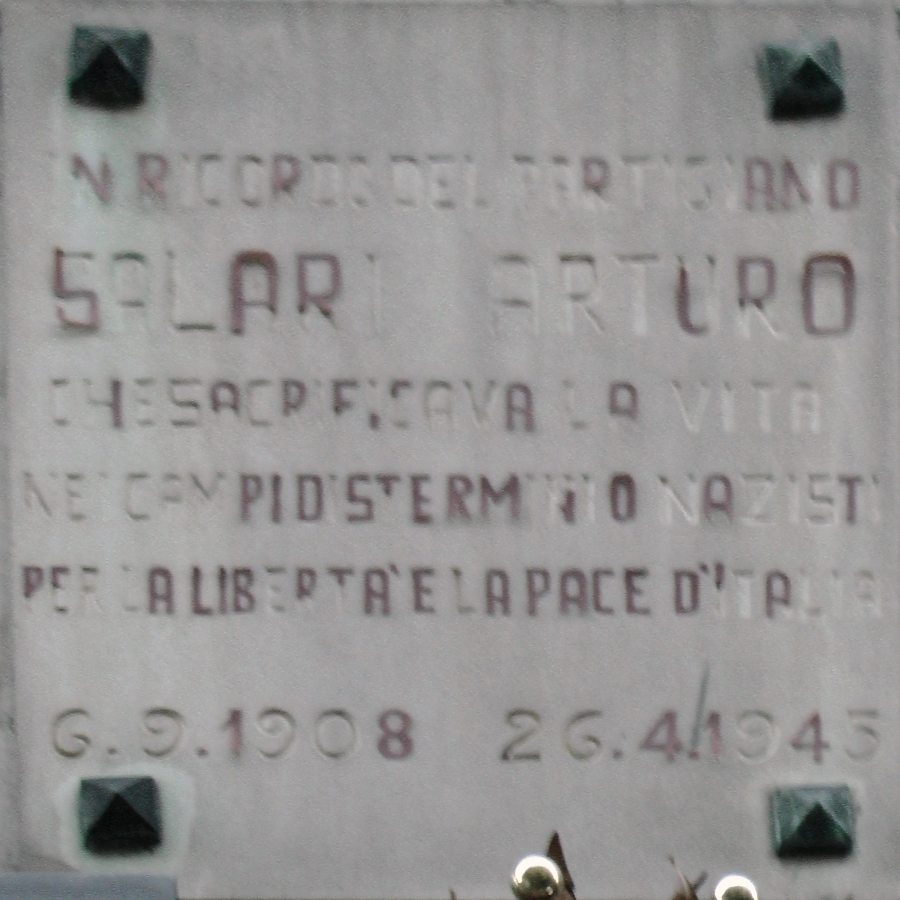 IN RICORDO DEL PARTIGIANO
SALARI ARTURO
CHE SACRIFICAVA LA VITA
NEI CAMPI DI STERMINIO NAZISTI
PER LA LIBERTA' E LA PACE D'ITALIA
6.9.1908 26.4.1945